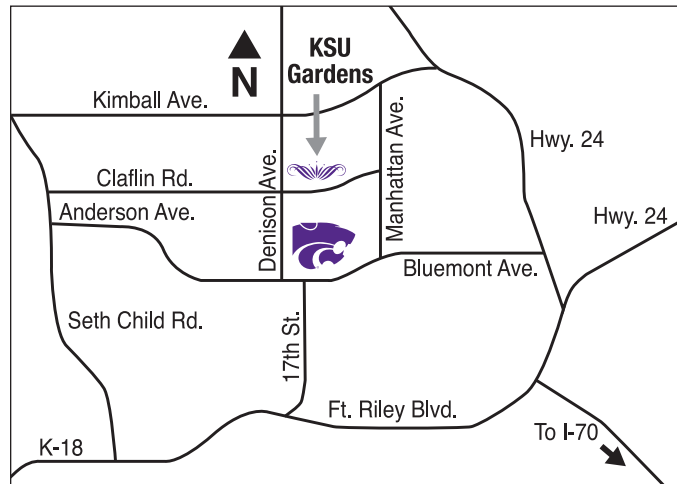 KSU
Gardens
N
Kimball Ave.
Manhattan Ave.
Hwy. 24
Denison Ave.
Claflin Rd.
Anderson Ave.
Hwy. 24
Bluemont Ave.
Seth Child Rd.
17th St.
Ft. Riley Blvd.
To I-70
K-18